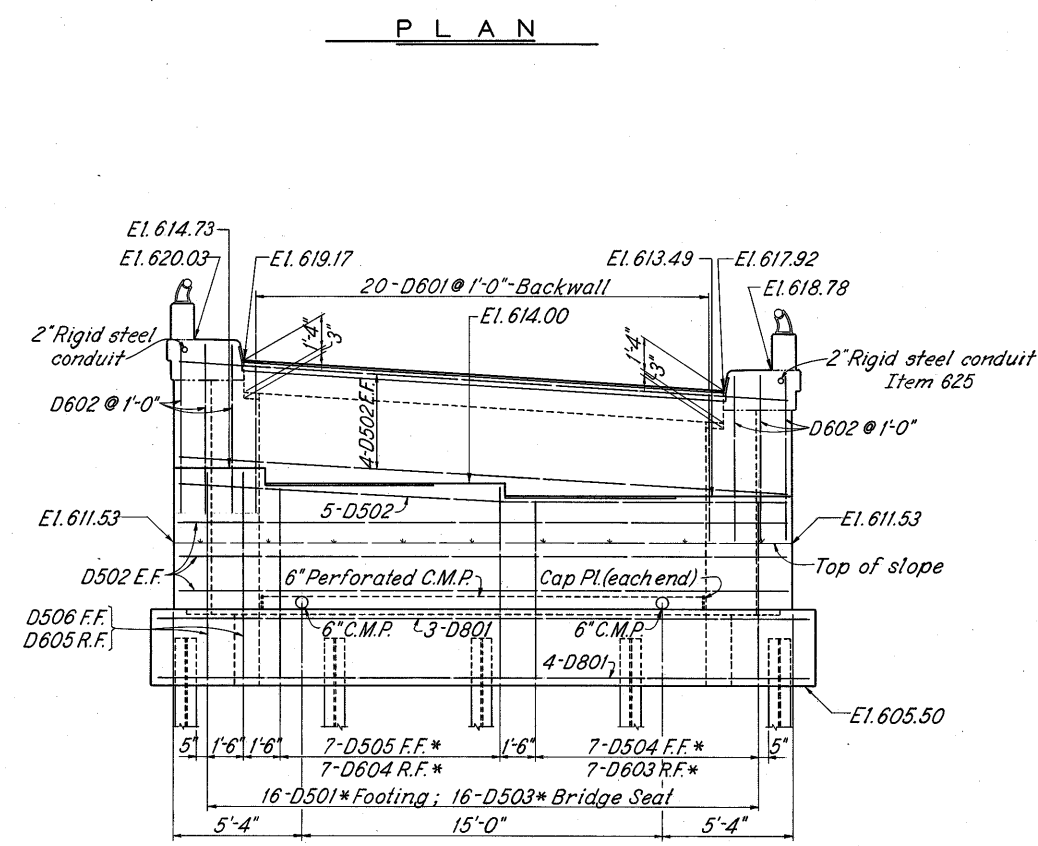 PLAN
El. 614.73
El. 620.03
El. 619.17
El. 613.49
El. 617.92
20-D601 @ 1'-0"-Backwall
El. 618.78
El. 614.00
2" Rigid steel
conduit
1'-4"
3"
1'-4"
3"
2" Rigid steel conduit
Item 625
D602 @ 1'-0"
4-D502 E.F.
D602 @ 1'-0"
5-D502
El. 611.53
El. 611.53
Top of slope
D502 E.F.
6" Perforated C.M.P.
Cap Pl. (each end)
D506 F.F.
D605 R.F.
6" C.M.P.
3-D801
6" C.M.P.
4-D801
El. 605.50
5"
1'-6"
1'-6"
7-D505 F.F.*
1'-6"
7-D504 F.F.*
5"
7-D604 R.F.*
7-D603 R.F.*
16-D501* Footing; 16-D503* Bridge Seat
5'-4"
15'-0"
5'-4"